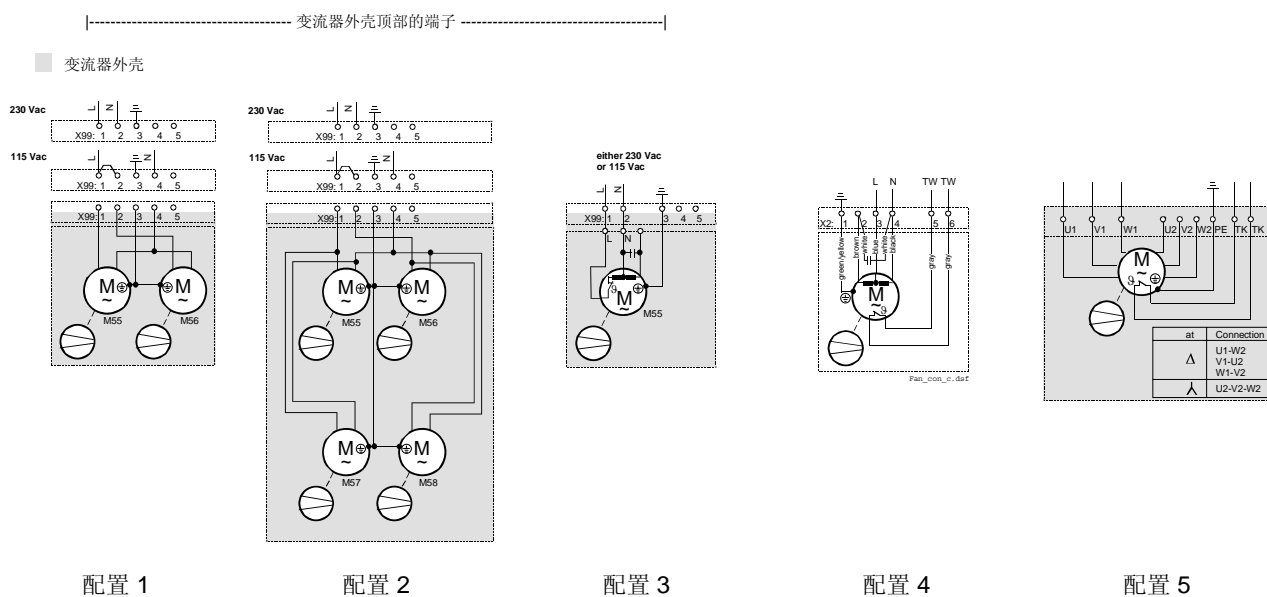 |---------------------------------- 变流器外壳顶部的端子 ----------------------------------|
变流器外壳
230 Vac
L N
X99: 1 2 3 4 5
115 Vac
L N
X99: 1 2 3 4 5
X99: 1 2 3 4 5
M ~
M ~
M55
M56
配置 1
230 Vac
L N
X99: 1 2 3 4 5
115 Vac
L N
X99: 1 2 3 4 5
X99: 1 2 3 4 5
M ~
M ~
M55
M56
M ~
M ~
M57
M58
配置 2
either 230 Vac
or 115 Vac
L N
X99: 1 2 3 4 5
L N
ϑ
M ~
M55
配置 3
L N TW TW
X2: 1 2 3 4 5 6
green/yellow
brown
white
blue
white
black
gray
gray
M ~
ϑ
Fan_con_c.dsf
配置 4
U1 V1 W1 U2 V2 W2 PE TK TK
M ~
ϑ
at Connection
Δ U1-W2
V1-U2
W1-V2
U2-V2-W2
配置 5